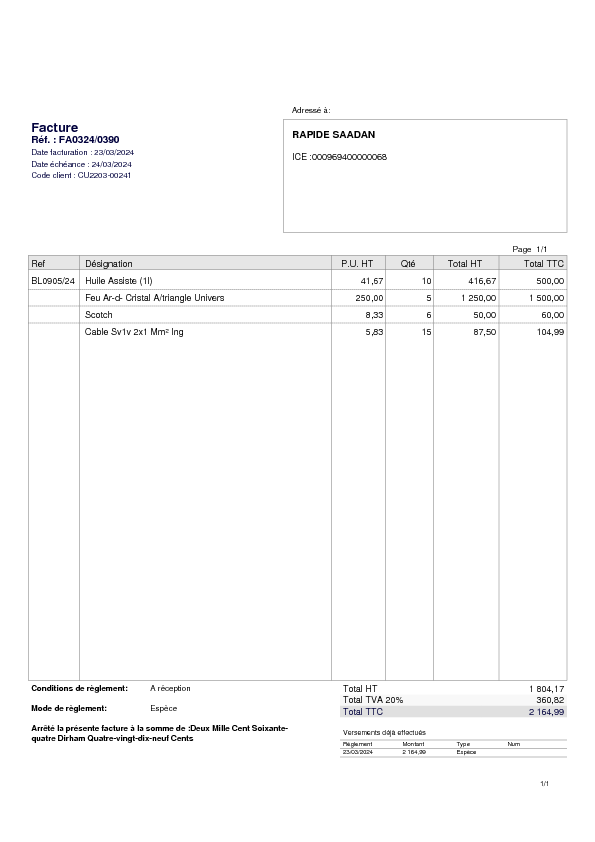 Adressé à:
Facture
Réf. : FA0324/0390
Date facturation : 23/03/2024
Date échéance : 24/03/2024
Code client : CU2203-00241
RAPIDE SAADAN
ICE :000969400000068
Page 1/1
Ref Désignation P.U. HT Qté Total HT Total TTC
BL0905/24 Huile Assiste (1l) 41,67 10 416,67 500,00
Feu Ar-d- Cristal A/triangle Univers 250,00 5 1 250,00 1 500,00
Scotch 8,33 6 50,00 60,00
Cable Sv1v 2x1 Mm² Ing 5,83 15 87,50 104,99
Conditions de règlement: A réception
Mode de règlement: Espèce
Arrêté la présente facture à la somme de :Deux Mille Cent Soixante-
quatre Dirham Quatre-vingt-dix-neuf Cents
Total HT 1 804,17
Total TVA 20% 360,82
Total TTC 2 164,99
Versements déjà effectués
Règlement Montant Type Num
23/03/2024 2 164,99 Espèce
1/1